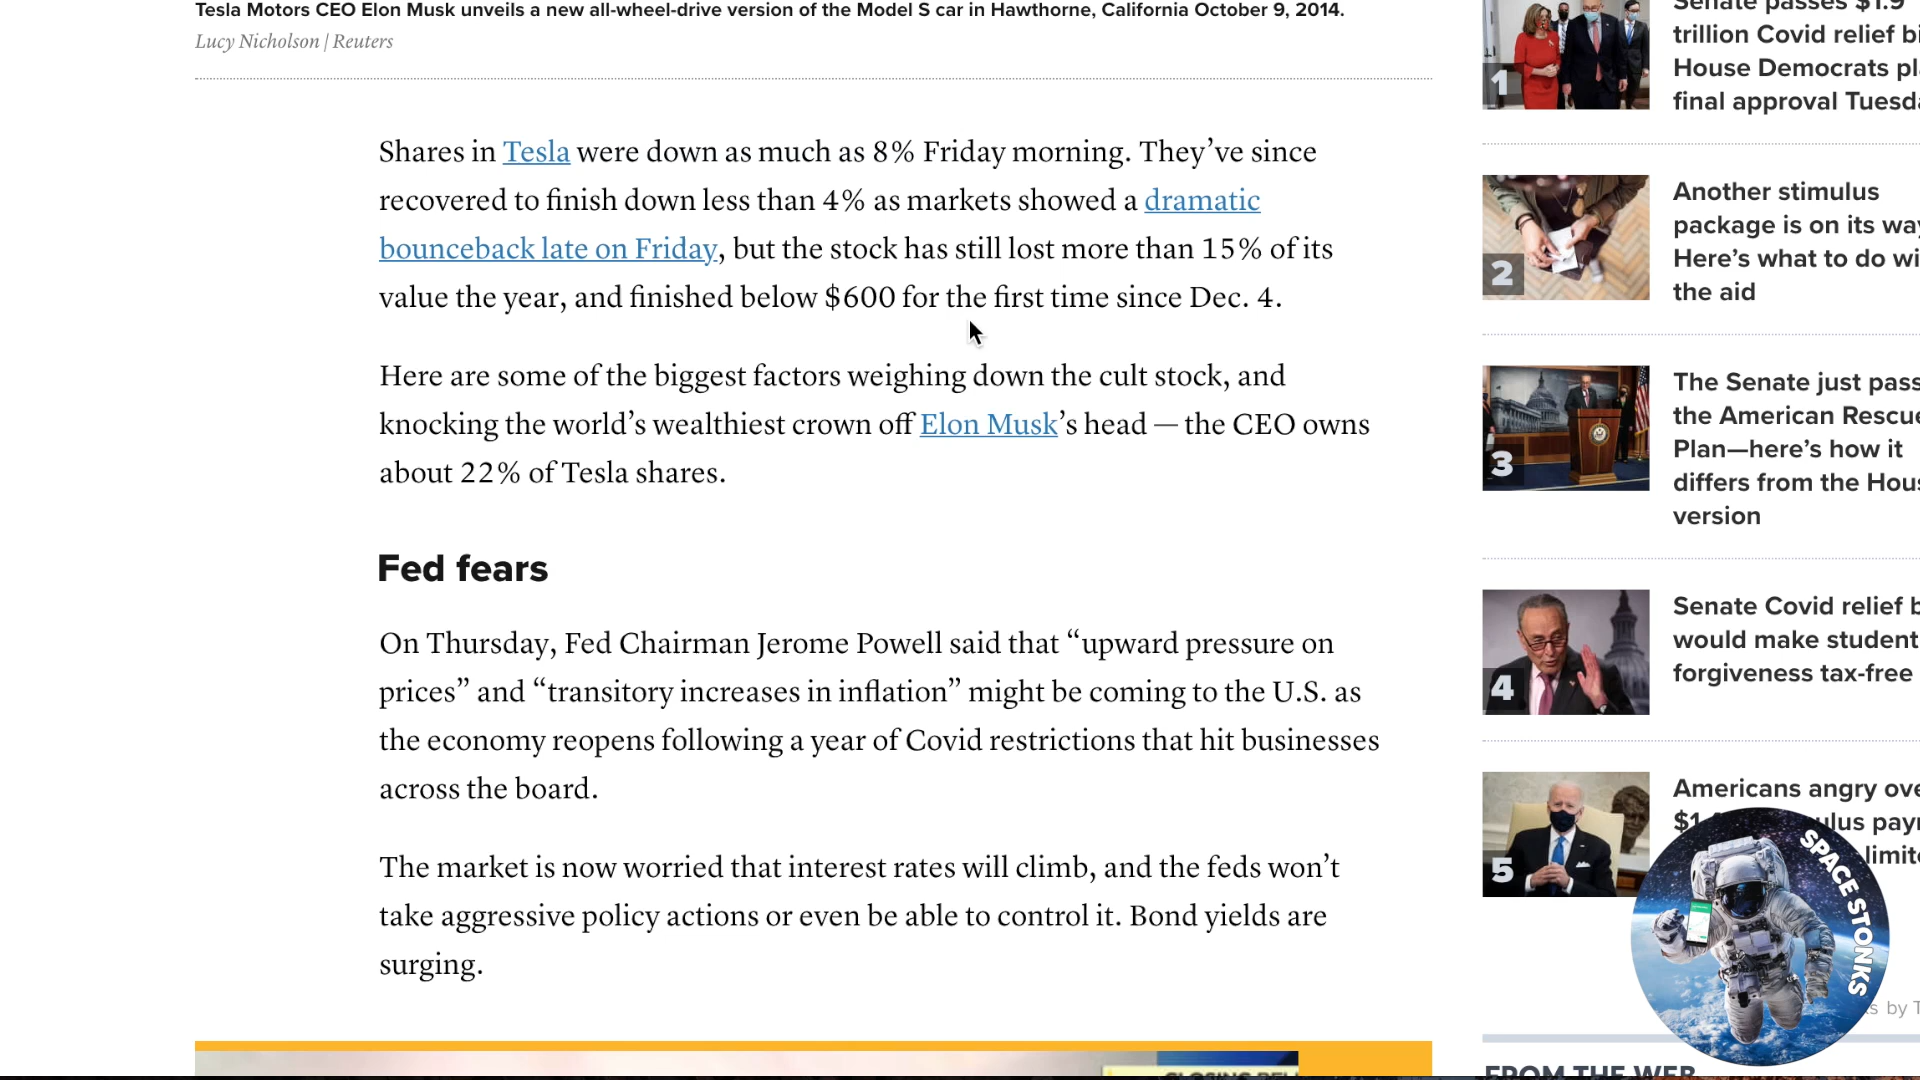 Tesla Motors CEO Elon Musk unveils a new all-wheel-drive version of the Model S car in Hawthorne, California October 9, 2014.
Lucy Nicholson | Reuters
Shares in Tesla were down as much as 8% Friday morning. They’ve since
recovered to finish down less than 4% as markets showed a dramatic
bounceback late on Friday, but the stock has still lost more than 15% of its
value the year, and finished below $600 for the first time since Dec. 4.
Here are some of the biggest factors weighing down the cult stock, and
knocking the world’s wealthiest crown off Elon Musk’s head — the CEO owns
about 22% of Tesla shares.
Fed fears
On Thursday, Fed Chairman Jerome Powell said that “upward pressure on
prices” and “transitory increases in inflation” might be coming to the U.S. as
the economy reopens following a year of Covid restrictions that hit businesses
across the board.
The market is now worried that interest rates will climb, and the feds won’t
take aggressive policy actions or even be able to control it. Bond yields are
surging.
1
Senate passes $1.9
trillion Covid relief
House Democrats
final approval
2
Another stimulus
package is on its
Here’s what to do
the aid
3
The Senate just
the American
Plan—here’s how it
differs from the
version
4
Senate Covid relief
would make student
forgiveness tax-free
5
Americans angry
SPACE STONKS
by
FROM THE WEB